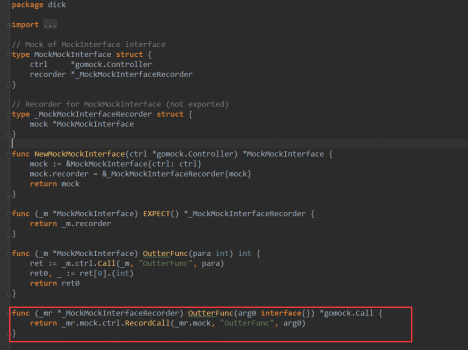 package dick
import ...
// Mock of MockInterface interface
type MockMockInterface struct {
    ctrl     *gomock.Controller
    recorder *_MockMockInterfaceRecorder
}
// Recorder for MockMockInterface (not exported)
type _MockMockInterfaceRecorder struct {
    mock *MockMockInterface
}
func NewMockMockInterface(ctrl *gomock.Controller) *MockMockInterface {
    mock := &MockMockInterface{ctrl: ctrl}
    mock.recorder = &_MockMockInterfaceRecorder{mock}
    return mock
}
func (_m *MockMockInterface) EXPECT() *_MockMockInterfaceRecorder {
    return _m.recorder
}
func (_m *MockMockInterface) OutterFunc(para int) int {
    ret := _m.ctrl.Call(_m, "OutterFunc", para)
    ret0, _ := ret[0].(int)
    return ret0
}
func (_mr *_MockMockInterfaceRecorder) OutterFunc(arg0 interface{}) *gomock.Call {
    return _mr.mock.ctrl.RecordCall(_mr.mock, "OutterFunc", arg0)
}